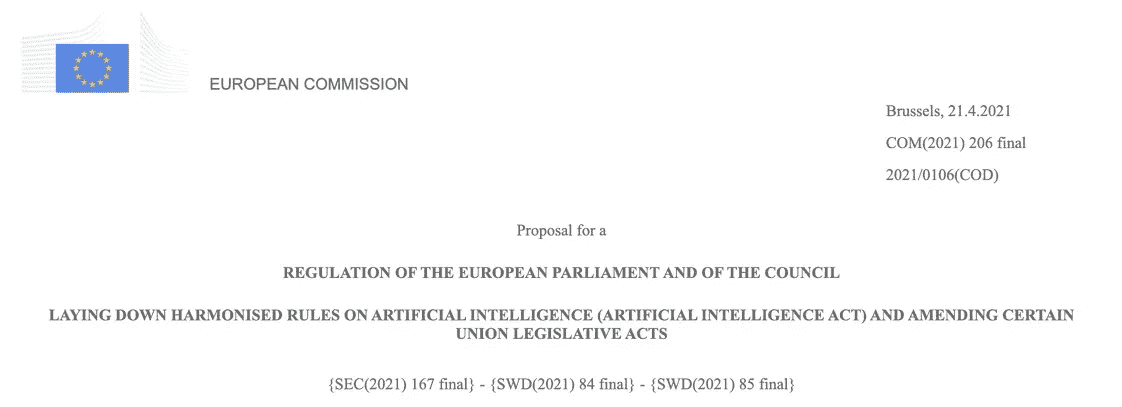 EUROPEAN COMMISSION
Brussels, 21.4.2021
COM(2021) 206 final
2021/0106(COD)
Proposal for a
REGULATION OF THE EUROPEAN PARLIAMENT AND OF THE COUNCIL
LAYING DOWN HARMONISED RULES ON ARTIFICIAL INTELLIGENCE (ARTIFICIAL INTELLIGENCE ACT) AND AMENDING CERTAIN
UNION LEGISLATIVE ACTS
{SEC(2021) 167 final} - {SWD(2021) 84 final} - {SWD(2021) 85 final}